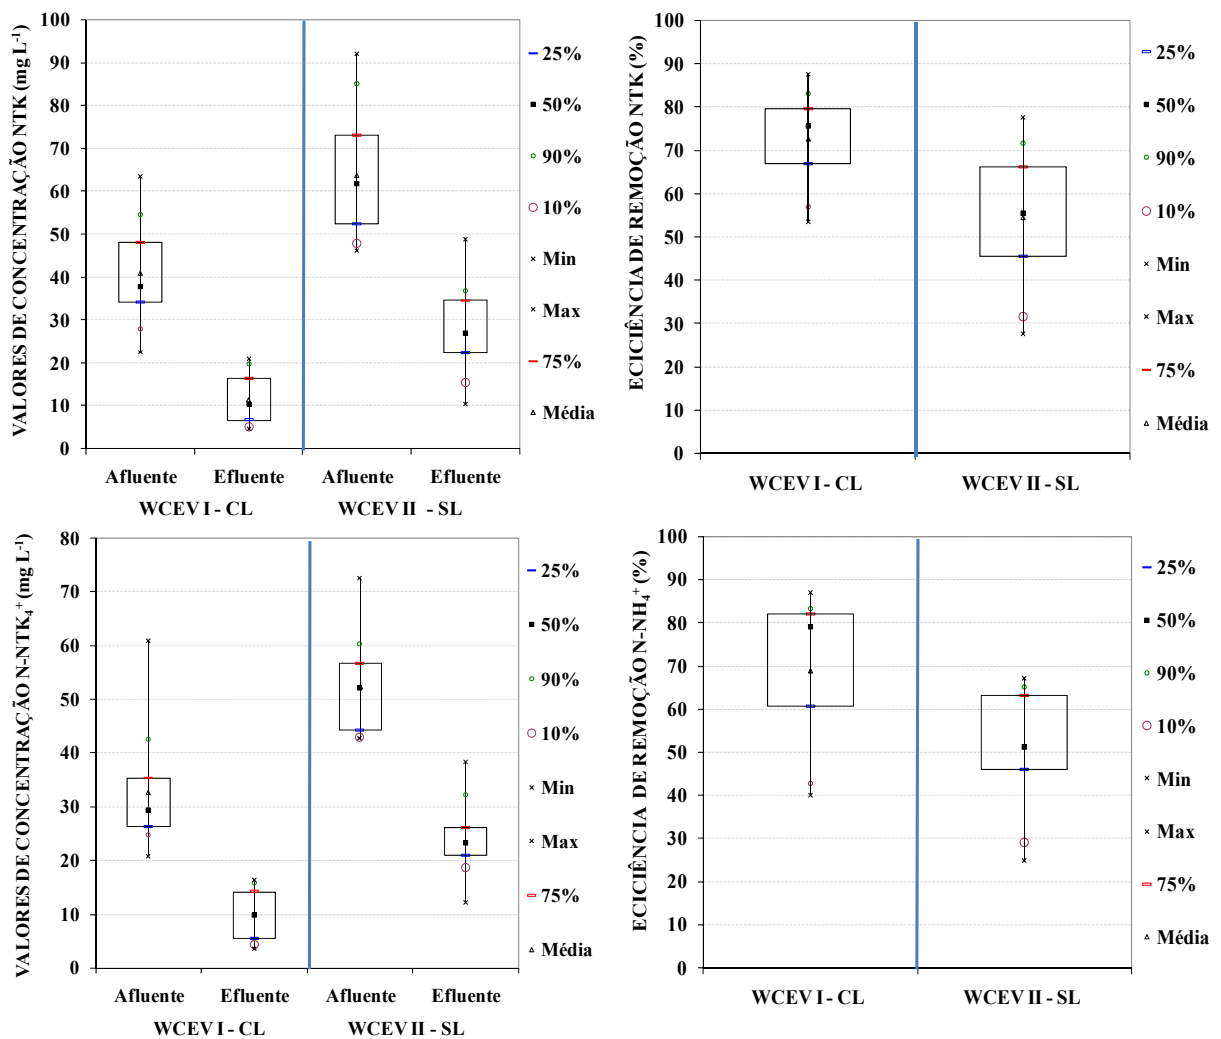 VALORES DE CONCENTRAÇÃO NTK (mg L-1)
100
90
80
70
60
50
40
30
20
10
0
Afluente Efluente Afluente Efluente
WCEV I - CL WCEV II - SL
25%
50%
90%
10%
Min
Max
75%
Média
ECICIÊNCIA DE REMOÇÃO NTK (%)
100
90
80
70
60
50
40
30
20
10
0
WCEV I - CL WCEV II - SL
25%
50%
90%
10%
Min
Max
75%
Média
VALORES DE CONCENTRAÇÃO N-NTK4+ (mg L-1)
80
70
60
50
40
30
20
10
0
Afluente Efluente Afluente Efluente
WCEV I - CL WCEV II - SL
25%
50%
90%
10%
Min
Max
75%
Média
ECICIÊNCIA DE REMOÇÃO N-NH4+ (%)
100
90
80
70
60
50
40
30
20
10
0
WCEV I - CL WCEV II - SL
25%
50%
90%
10%
Min
Max
75%
Média